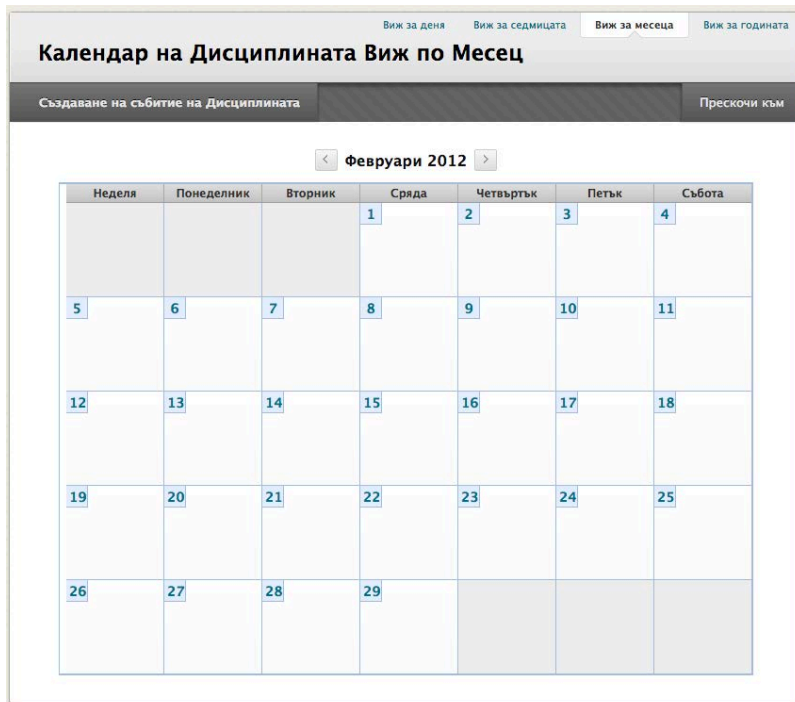 Виж за деня Виж за седмицата Виж за месеца Виж за годината
Календар на Дисциплината Виж по Месец
Създаване на събитие на Дисциплината Прескочи към
< Февруари 2012 >
Неделя Понеделник Вторник Сряда Четвъртък Петък Събота
1 2 3 4
5 6 7 8 9 10 11
12 13 14 15 16 17 18
19 20 21 22 23 24 25
26 27 28 29